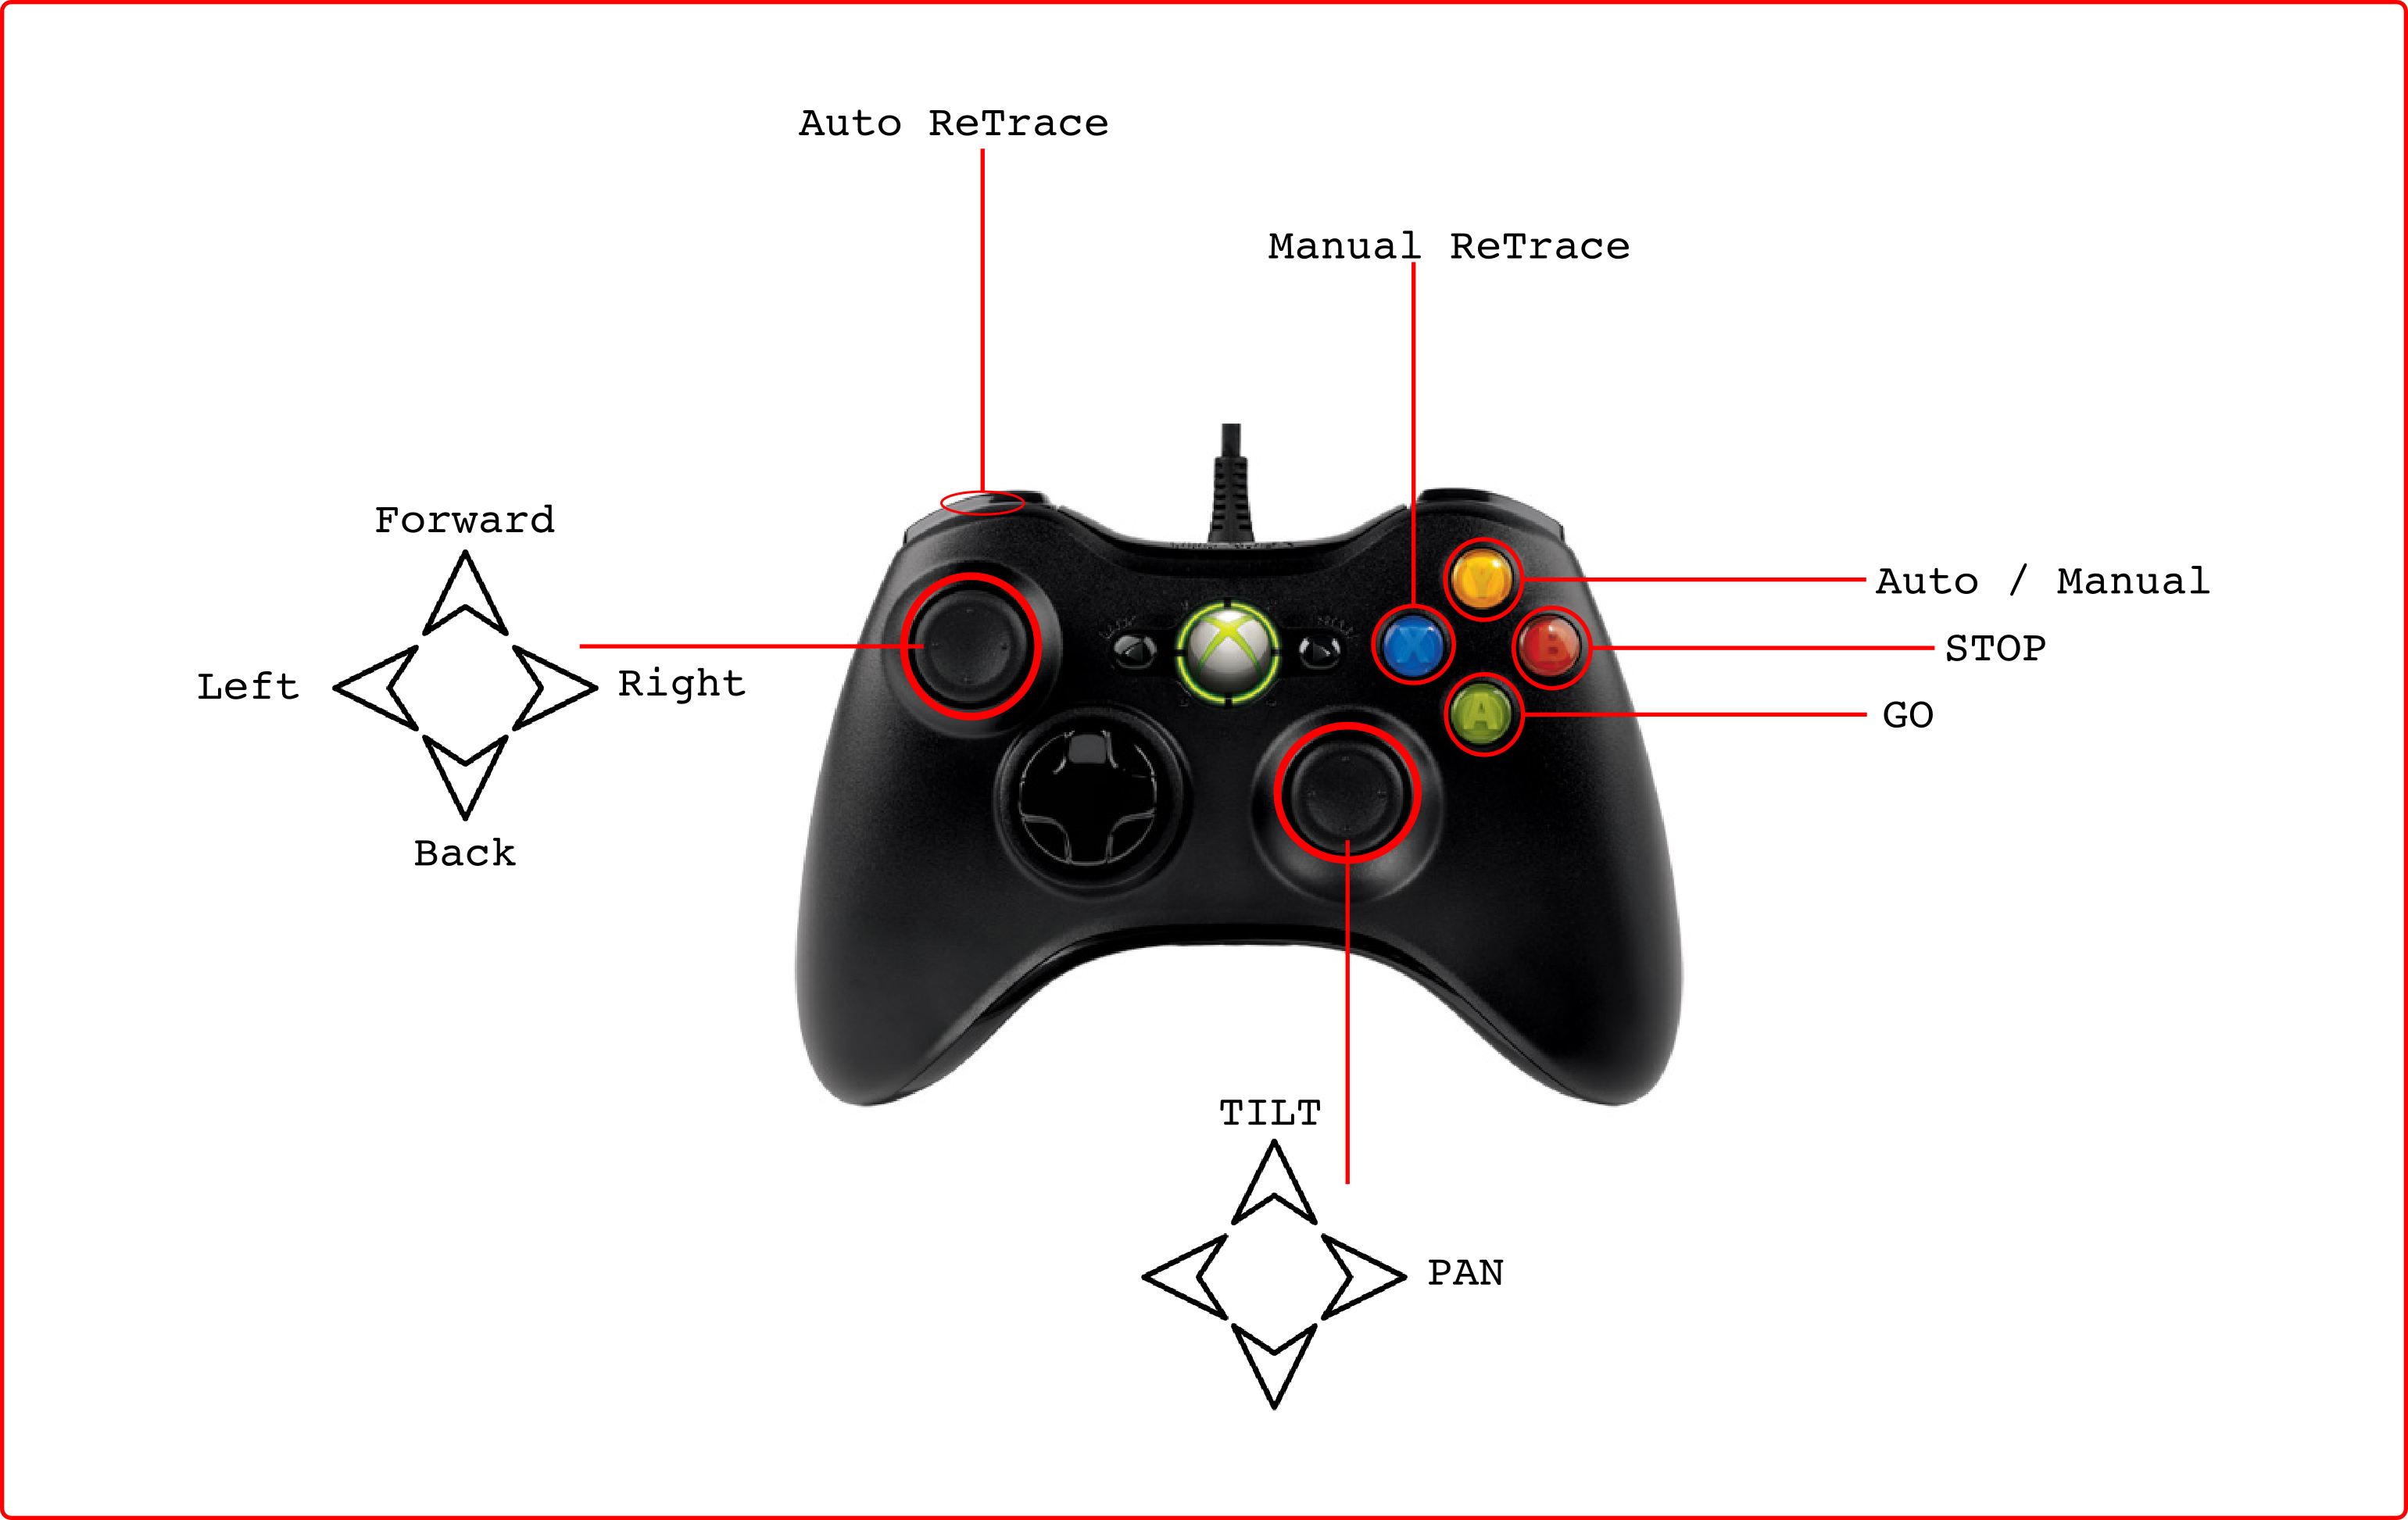 Auto ReTrace
Manual ReTrace
Forward
Left
Right
Back
Y
Auto / Manual
X
B
STOP
A
GO
TILT
PAN